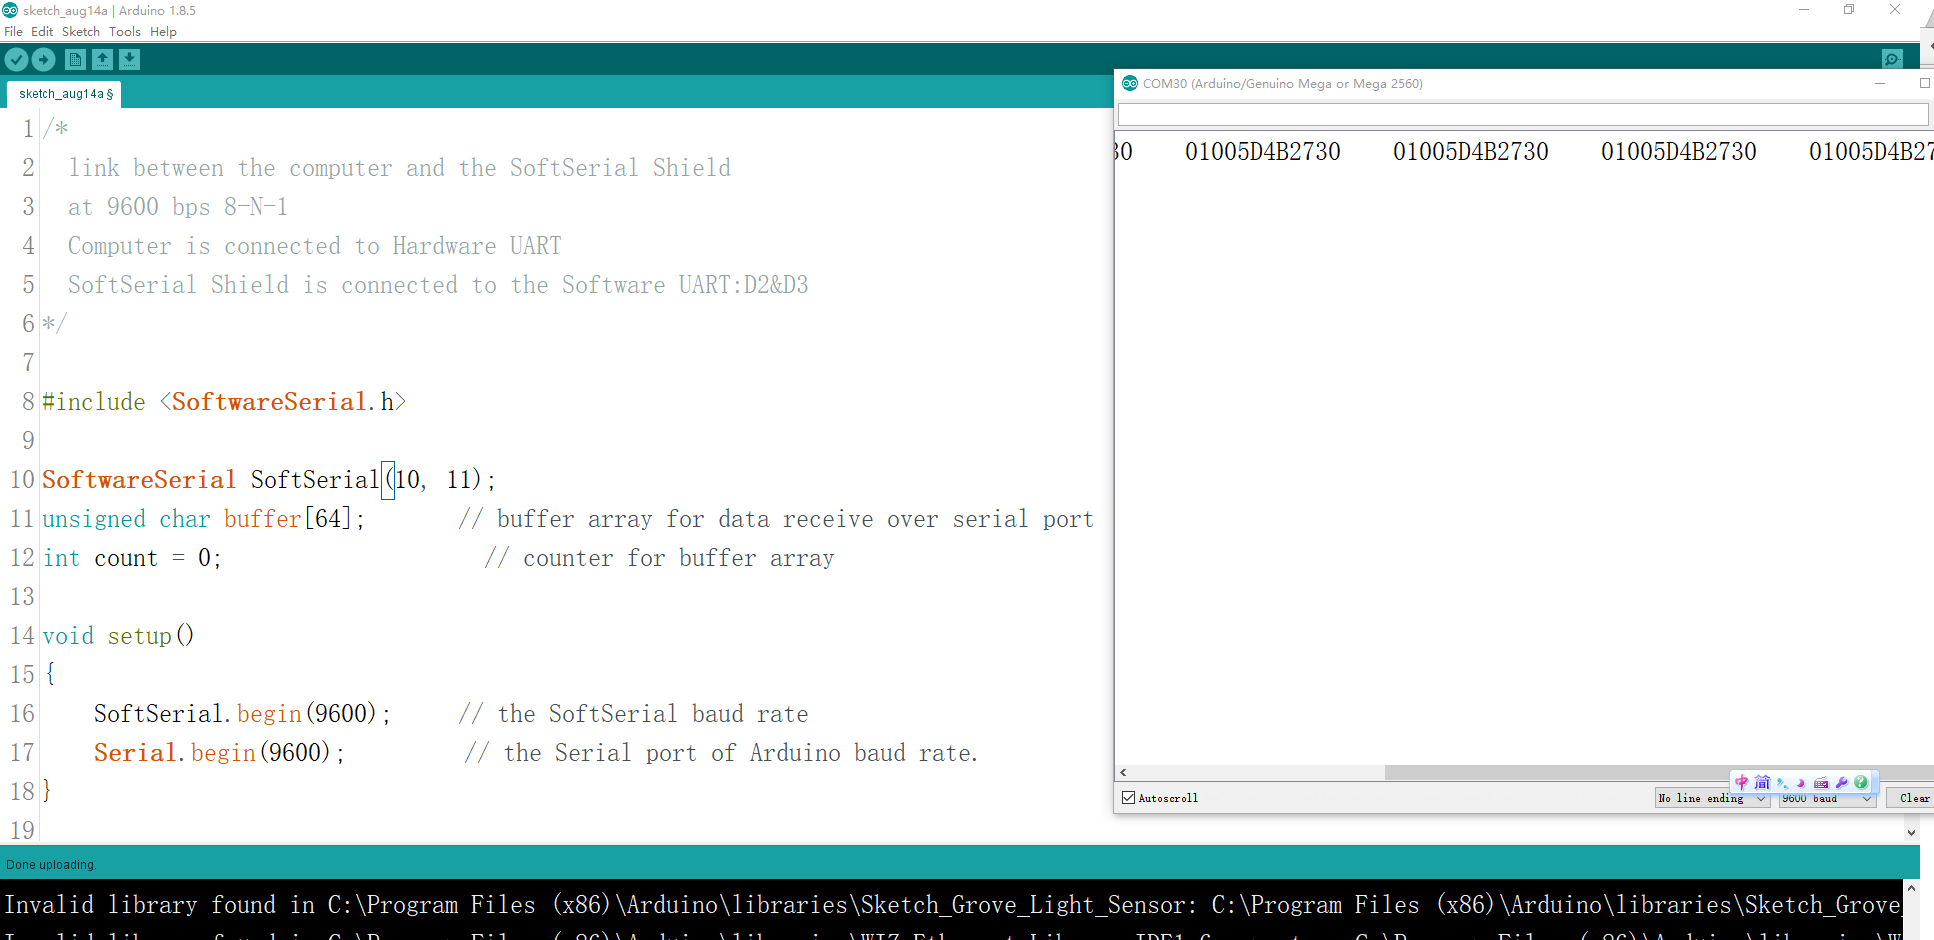 sketch_aug14a | Arduino 1.8.5
File Edit Sketch Tools Help
sketch_aug14a §
1 /*
2 link between the computer and the SoftSerial Shield
3 at 9600 bps 8-N-1
4 Computer is connected to Hardware UART
5 SoftSerial Shield is connected to the Software UART:D2&D3
6 */
7
8 #include <SoftwareSerial.h>
9
10 SoftwareSerial SoftSerial(10, 11);
11 unsigned char buffer[64]; // buffer array for data receive over serial port
12 int count = 0; // counter for buffer array
13
14 void setup()
15 {
16 SoftSerial.begin(9600); // the SoftSerial baud rate
17 Serial.begin(9600); // the Serial port of Arduino baud rate.
18 }
19
COM30 (Arduino/Genuino Mega or Mega 2560)
30 01005D4B2730 01005D4B2730 01005D4B2730 01005D4B27
中 简
Autoscroll No line ending 9600 baud Clear
Done uploading.
Invalid library found in C:\Program Files (x86)\Arduino\libraries\Sketch_Grove_Light_Sensor: C:\Program Files (x86)\Arduino\libraries\Sketch_Grove_